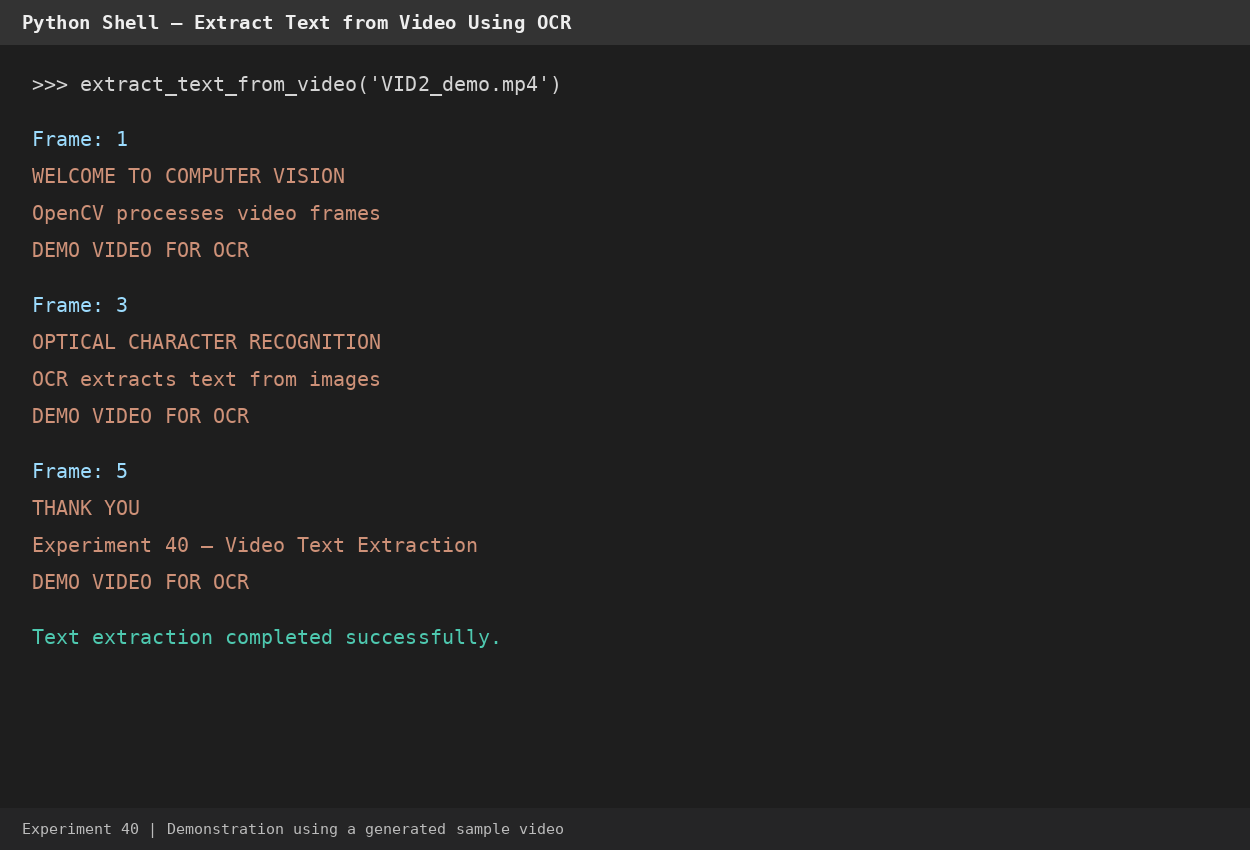 Python Shell — Extract Text from Video Using OCR
>>> extract_text_from_video('VID2_demo.mp4')
Frame: 1
WELCOME TO COMPUTER VISION
OpenCV processes video frames
DEMO VIDEO FOR OCR
Frame: 3
OPTICAL CHARACTER RECOGNITION
OCR extracts text from images
DEMO VIDEO FOR OCR
Frame: 5
THANK YOU
Experiment 40 — Video Text Extraction
DEMO VIDEO FOR OCR
Text extraction completed successfully.
Experiment 40 | Demonstration using a generated sample video